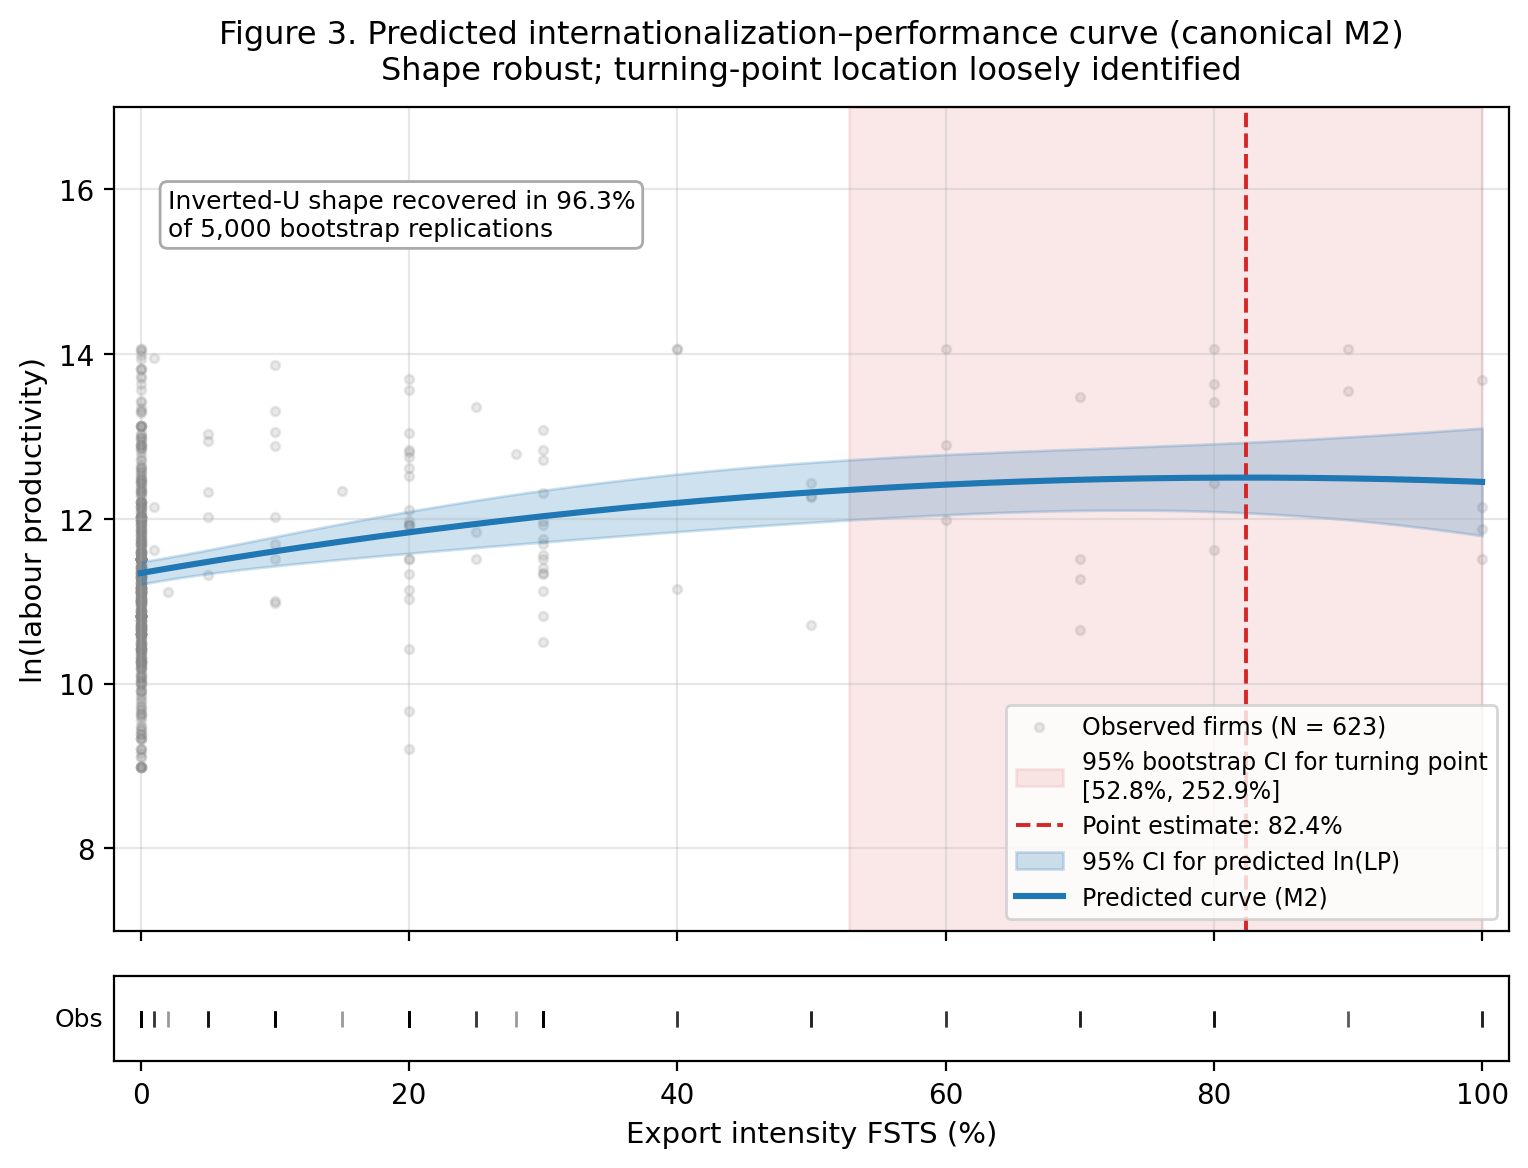 Figure 3. Predicted internationalization–performance curve (canonical M2)
Shape robust; turning-point location loosely identified
Inverted-U shape recovered in 96.3%
of 5,000 bootstrap replications
ln(labour productivity)
16
14
12
10
8
Observed firms (N = 623)
95% bootstrap CI for turning point
[52.8%, 252.9%]
Point estimate: 82.4%
95% CI for predicted ln(LP)
Predicted curve (M2)
Obs
0 20 40 60 80 100
Export intensity FSTS (%)